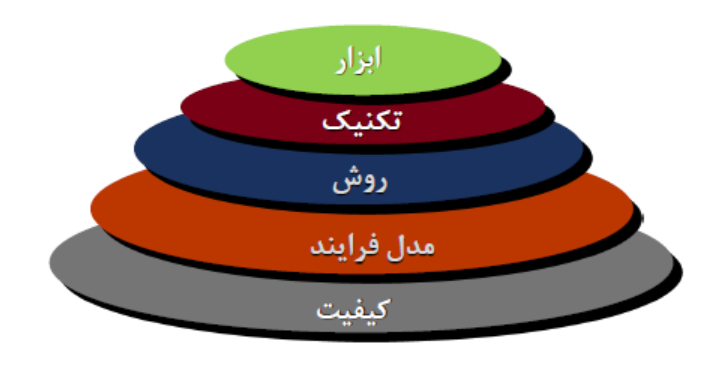 ابزار
تکنیک
روش
مدل فرایند
کیفیت